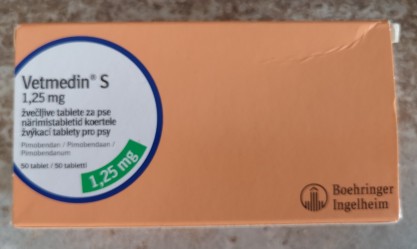 Vetmedin® S
1,25 mg
žvečljive tablete za pse
närimistabletid koertele
žvýkací tablety pro psy
Pimobendan / Pimobendaan /
Pimobendanum
50 tablet / 50 tabletti
1,25 mg
Boehringer
Ingelheim